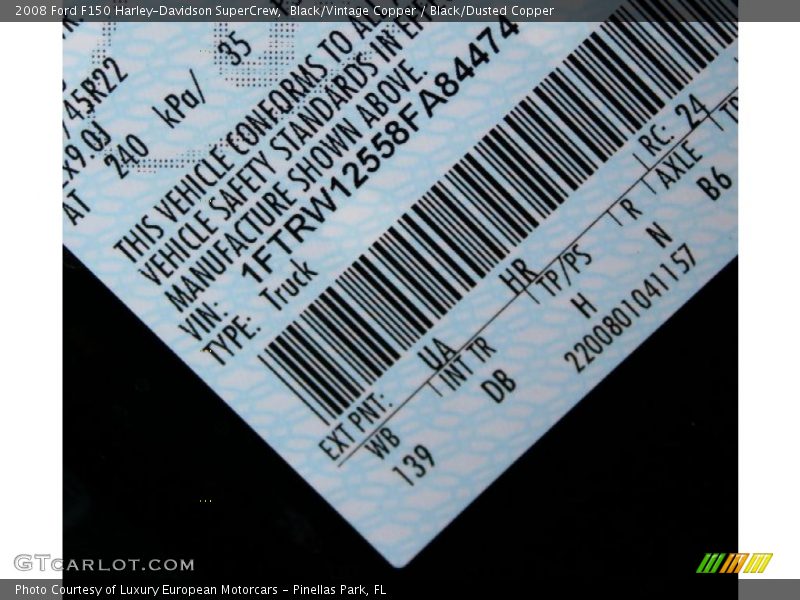 2008 Ford F150 Harley-Davidson SuperCrew, Black/Vintage Copper / Black/Dusted Copper
/45R22
9.0J
AT 240 kPa/ 35
THIS VEHICLE CONFORMS TO
VEHICLE SAFETY STANDARDS IN
MANUFACTURE SHOWN ABOVE.
VIN: 1FTRW12558FA84474
TYPE: Truck
EXT PNT: UA HR RC: 24
WB INT TR TP/PS R AXLE
139 DB H N B6
2200801041157
GTCARLOT.COM
Photo Courtesy of Luxury European Motorcars - Pinellas Park, FL